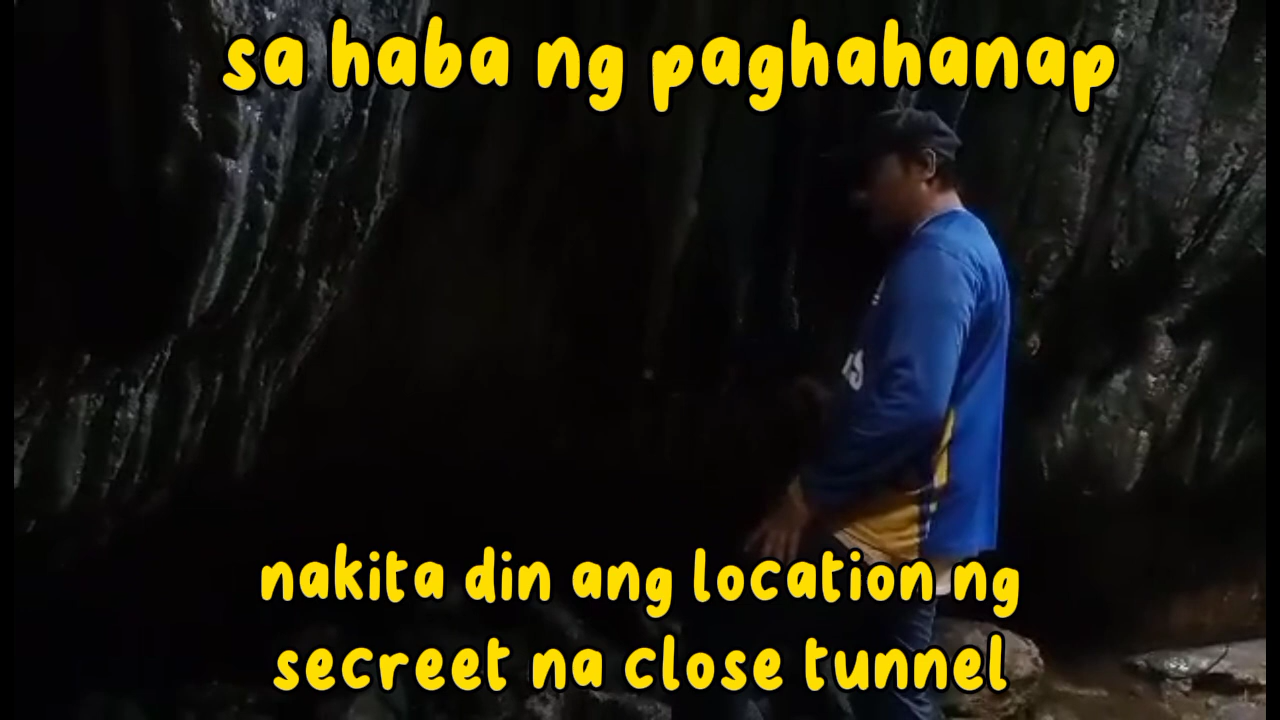 sa haba ng paghahanap
nakita din ang location ng
secreet na close tunnel